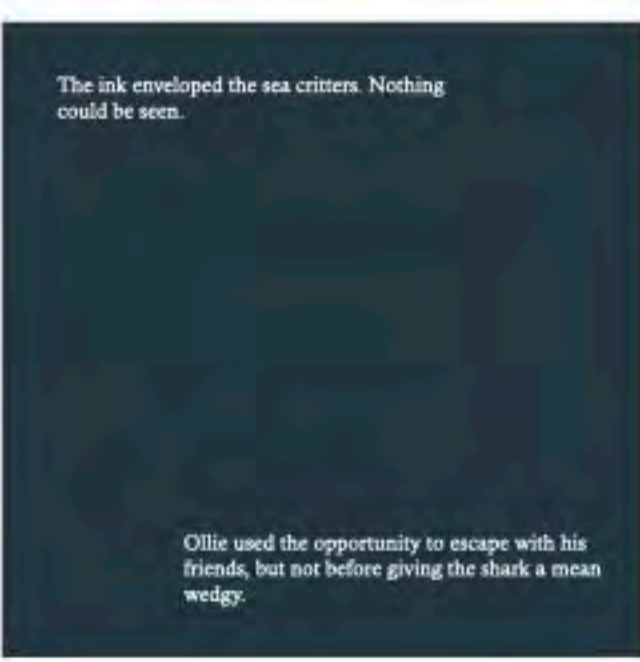 The ink enveloped the sea critters. Nothing
could be seen.
Ollie used the opportunity to escape with his
friends, but not before giving the shark a mean
wedgy.